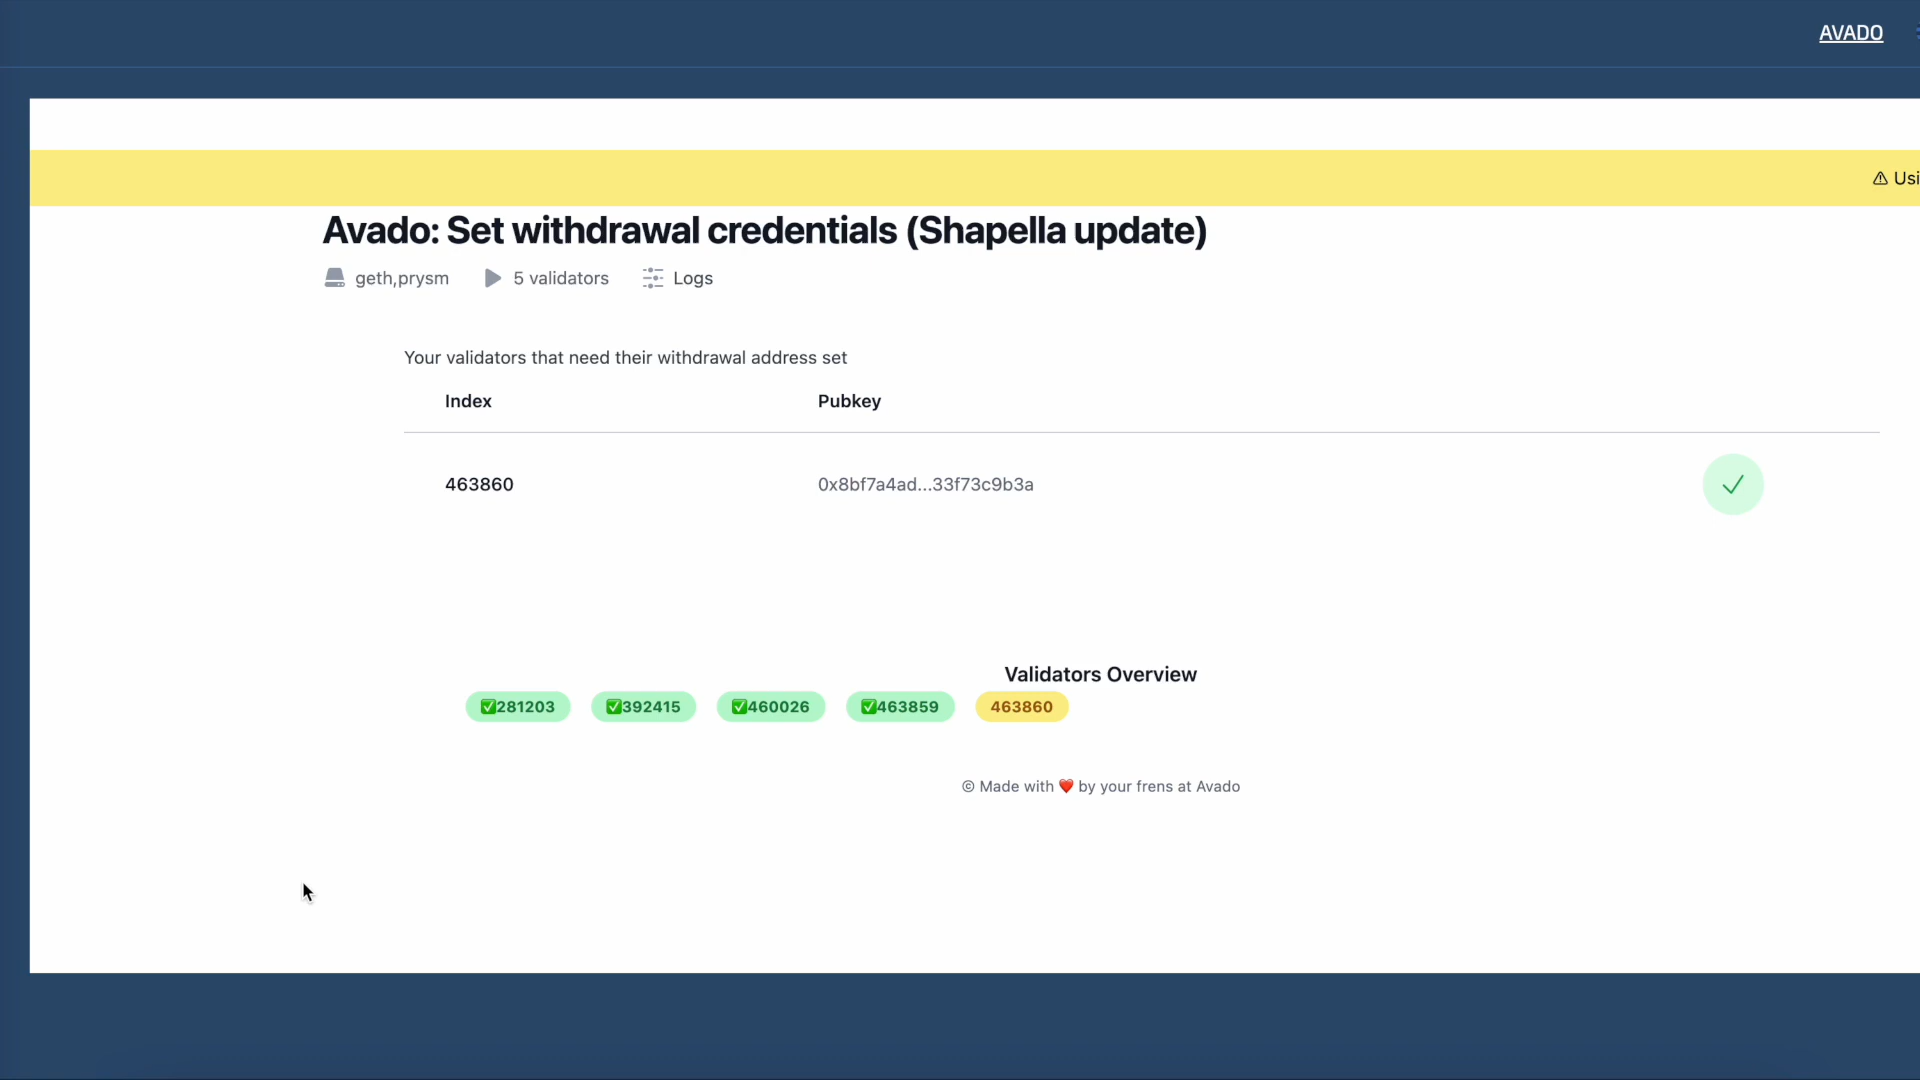 AVADO
⚠ Usi
Avado: Set withdrawal credentials (Shapella update)
geth,prysm 5 validators Logs
Your validators that need their withdrawal address set
Index Pubkey
463860 0x8bf7a4ad...33f73c9b3a
Validators Overview
✅281203 ✅392415 ✅460026 ✅463859 463860
© Made with ❤️ by your frens at Avado